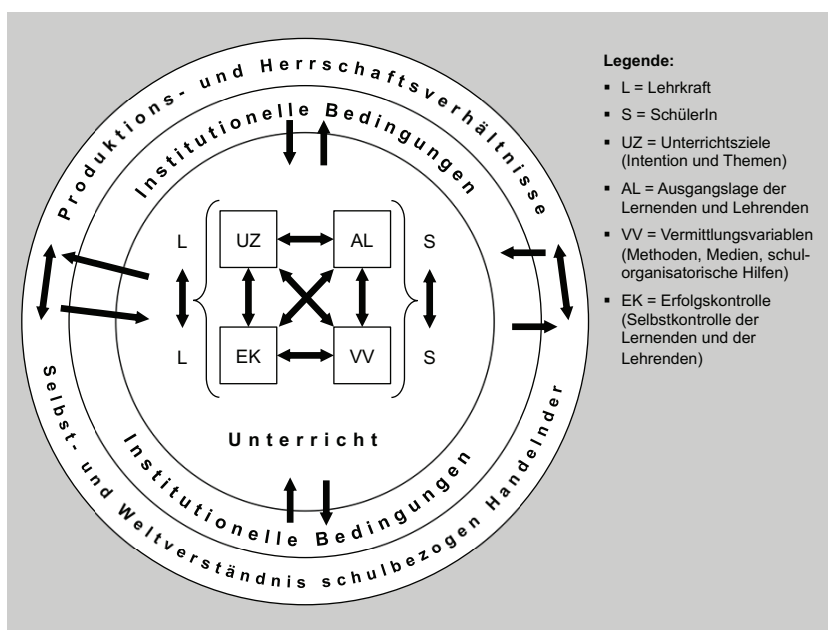 Produktions- und Herrschaftsverhältnisse
Institutionelle Bedingungen
L
UZ
AL
S
L
EK
VV
S
Unterricht
Institutionelle Bedingungen
Selbst- und Weltverständnis schulbezogen Handelnder
Legende:
▪ L = Lehrkraft
▪ S = SchülerIn
▪ UZ = Unterrichtsziele
(Intention und Themen)
▪ AL = Ausgangslage der
Lernenden und Lehrenden
▪ VV = Vermittlungsvariablen
(Methoden, Medien, schul-
organisatorische Hilfen)
▪ EK = Erfolgskontrolle
(Selbstkontrolle der
Lernenden und der
Lehrenden)